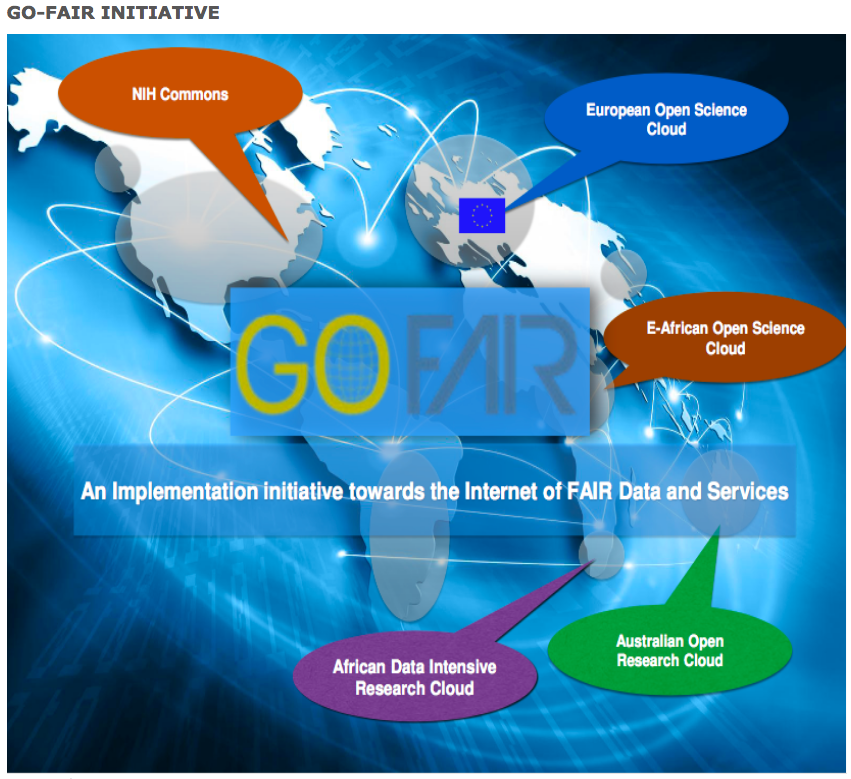 GO-FAIR INITIATIVE
NIH Commons
European Open Science
Cloud
GO FAIR
E-African Open Science
Cloud
An Implementation initiative towards the Internet of FAIR Data and Services
African Data Intensive
Research Cloud
Australian Open
Research Cloud